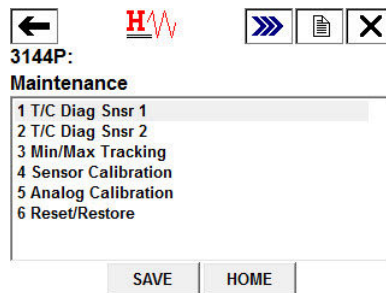 H
3144P:
Maintenance
1 T/C Diag Snsr 1
2 T/C Diag Snsr 2
3 Min/Max Tracking
4 Sensor Calibration
5 Analog Calibration
6 Reset/Restore
SAVE
HOME